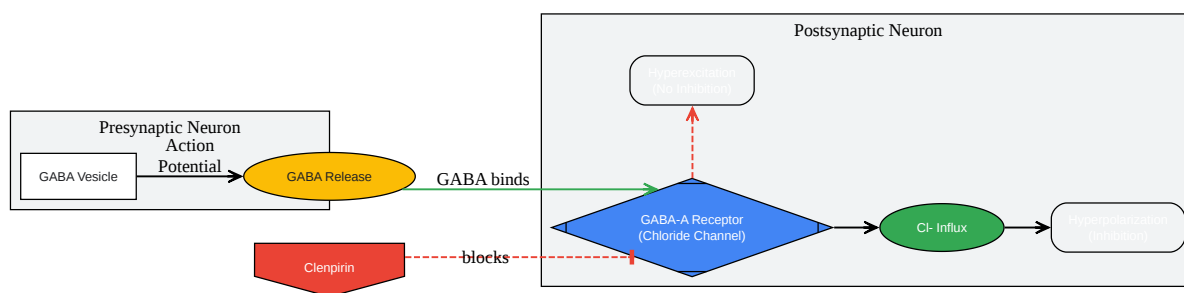 Postsynaptic Neuron
Hyperexcitation
(No Inhibition)
Presynaptic Neuron
Action
Potential
GABA Vesicle
GABA Release
GABA binds
GABA-A Receptor
(Chloride Channel)
Cl- Influx
Hyperpolarization
(Inhibition)
Clenpirin
blocks